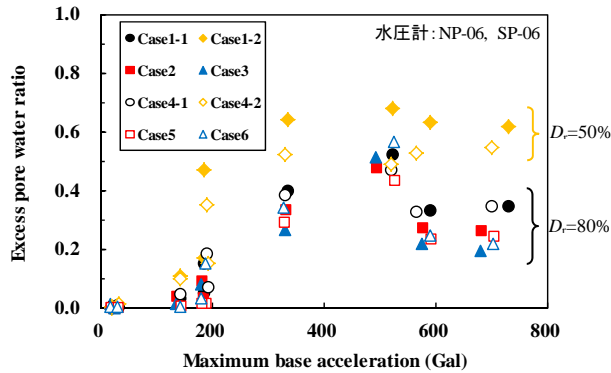 水圧計：NP-06, SP-06
Case1-1 Case1-2
Case2 Case3
Case4-1 Case4-2
Case5 Case6
Dr=50%
Dr=80%
Excess pore water ratio
1.0
0.8
0.6
0.4
0.2
0.0
0 200 400 600 800
Maximum base acceleration (Gal)